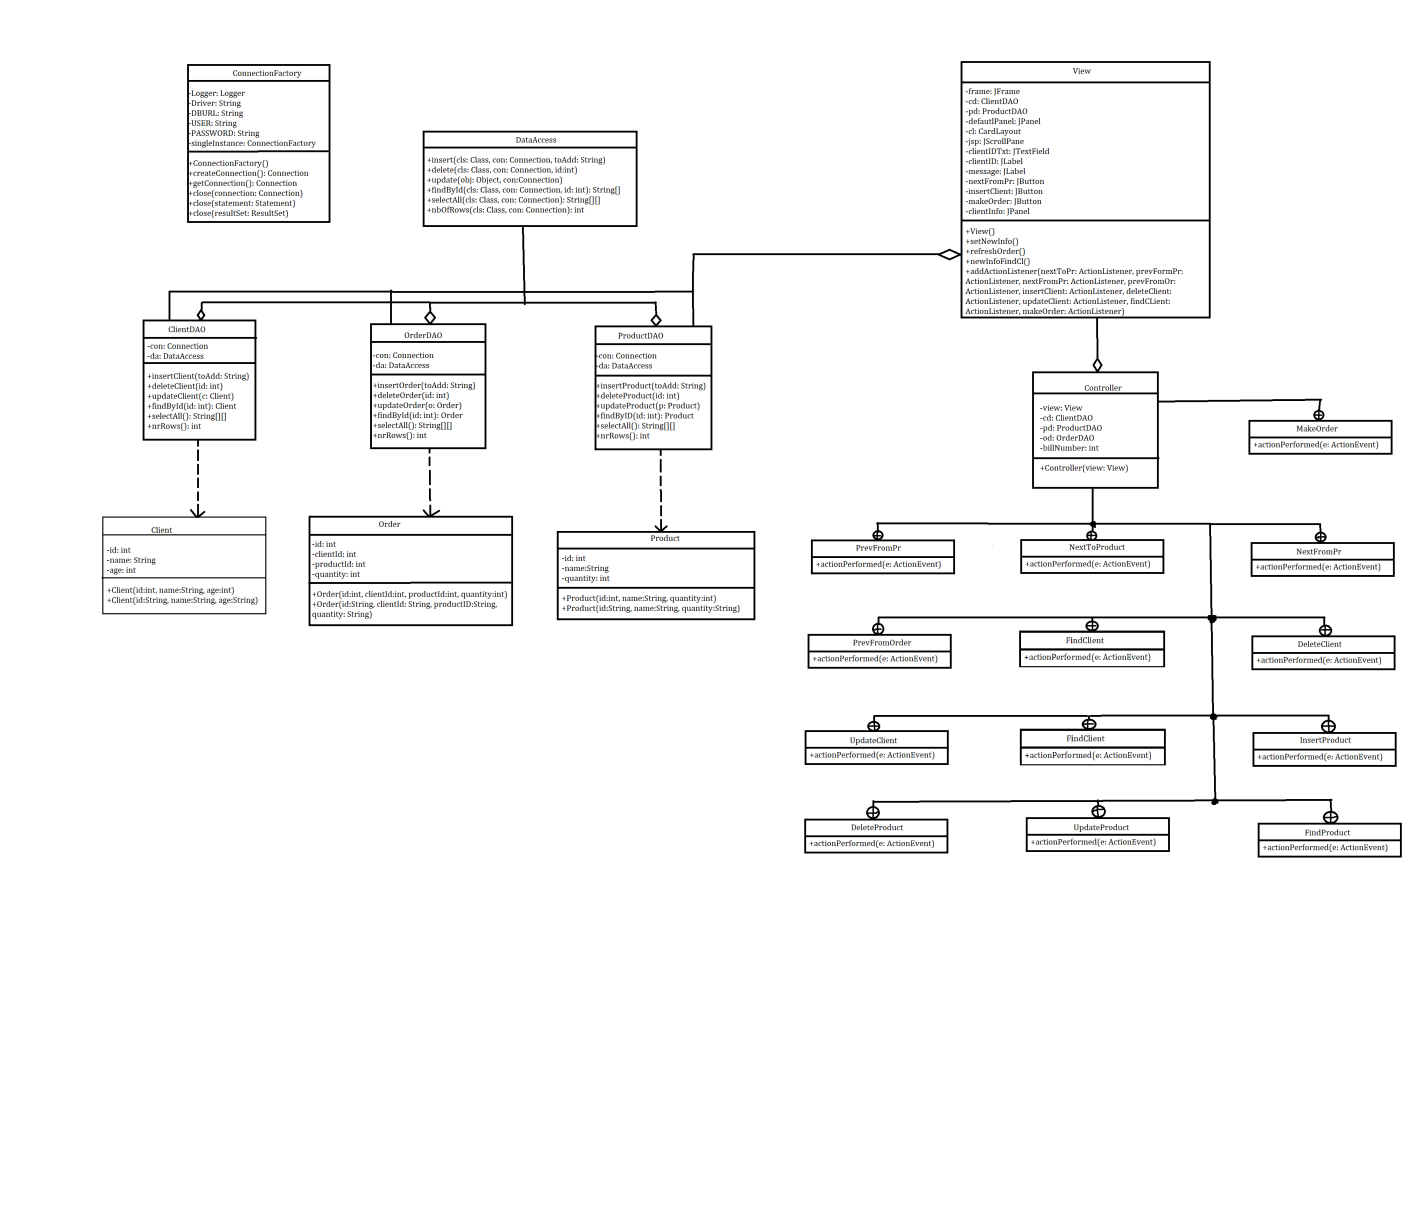 ConnectionFactory
-Logger: Logger
-Driver: String
-DBURL: String
-USER: String
-PASSWORD: String
-singleInstance: ConnectionFactory
+ConnectionFactory()
+createConnection(): Connection
+getConnection(): Connection
+close(connection: Connection)
+close(statement: Statement)
+close(resultSet: ResultSet)
DataAccess
+insert(cls: Class, con: Connection, toAdd: String)
+delete(cls: Class, con: Connection, id:int)
+update(obj: Object, con:Connection)
+findById(cls: Class, con: Connection, id: int): String[]
+selectAll(cls: Class, con: Connection): String[][]
+nbOfRows(cls: Class, con: Connection): int
View
-frame: JFrame
-cd: ClientDAO
-pd: ProductDAO
-defautlPanel: JPanel
-cl: CardLayout
-jsp: JScrollPane
-clientIDTxt: JTextField
-clientID: JLabel
-message: JLabel
-nextFromPr: JButton
-insertClient: JButton
-makeOrder: JButton
-clientInfo: JPanel
+View()
+setNewInfo()
+refreshOrder()
+newInfoFindCl()
+addActionListener(nextToPr: ActionListener, prevFormPr:
ActionListener, nextFromPr: ActionListener, prevFromOr:
ActionListener, insertClient: ActionListener, deleteClient:
ActionListener, updateClient: ActionListener, findCLient:
ActionListener, makeOrder: ActionListener)
ClientDAO
-con: Connection
-da: DataAccess
+insertClient(toAdd: String)
+deleteClient(id: int)
+updateClient(c: Client)
+findById(id: int): Client
+selectAll(): String[][]
+nrRows(): int
OrderDAO
-con: Connection
-da: DataAccess
+insertOrder(toAdd: String)
+deleteOrder(id: int)
+updateOrder(o: Order)
+findById(id: int): Order
+selectAll(): String[][]
+nrRows(): int
ProductDAO
-con: Connection
-da: DataAccess
+insertProduct(toAdd: String)
+deleteProduct(id: int)
+updateProduct(p: Product)
+findByID(id: int): Product
+selectAll(): String[][]
+nrRows(): int
Controller
-view: View
-cd: ClientDAO
-pd: ProductDAO
-od: OrderDAO
-billNumber: int
+Controller(view: View)
MakeOrder
+actionPerformed(e: ActionEvent)
Client
-id: int
-name: String
-age: int
+Client(id:int, name:String, age:int)
+Client(id:String, name:String, age:String)
Order
-id: int
-clientId: int
-productId: int
-quantity: int
+Order(id:int, clientId:int, productId:int, quantity:int)
+Order(id:String, clientId: String, productID:String,
quantity: String)
Product
-id: int
-name:String
-quantity: int
+Product(id:int, name:String, quantity:int)
+Product(id:String, name:String, quantity:String)
PrevFromPr
+actionPerformed(e: ActionEvent)
NextToProduct
+actionPerformed(e: ActionEvent)
NextFromPr
+actionPerformed(e: ActionEvent)
PrevFromOrder
+actionPerformed(e: ActionEvent)
FindClient
+actionPerformed(e: ActionEvent)
DeleteClient
+actionPerformed(e: ActionEvent)
UpdateClient
+actionPerformed(e: ActionEvent)
FindClient
+actionPerformed(e: ActionEvent)
InsertProduct
+actionPerformed(e: ActionEvent)
DeleteProduct
+actionPerformed(e: ActionEvent)
UpdateProduct
+actionPerformed(e: ActionEvent)
FindProduct
+actionPerformed(e: ActionEvent)